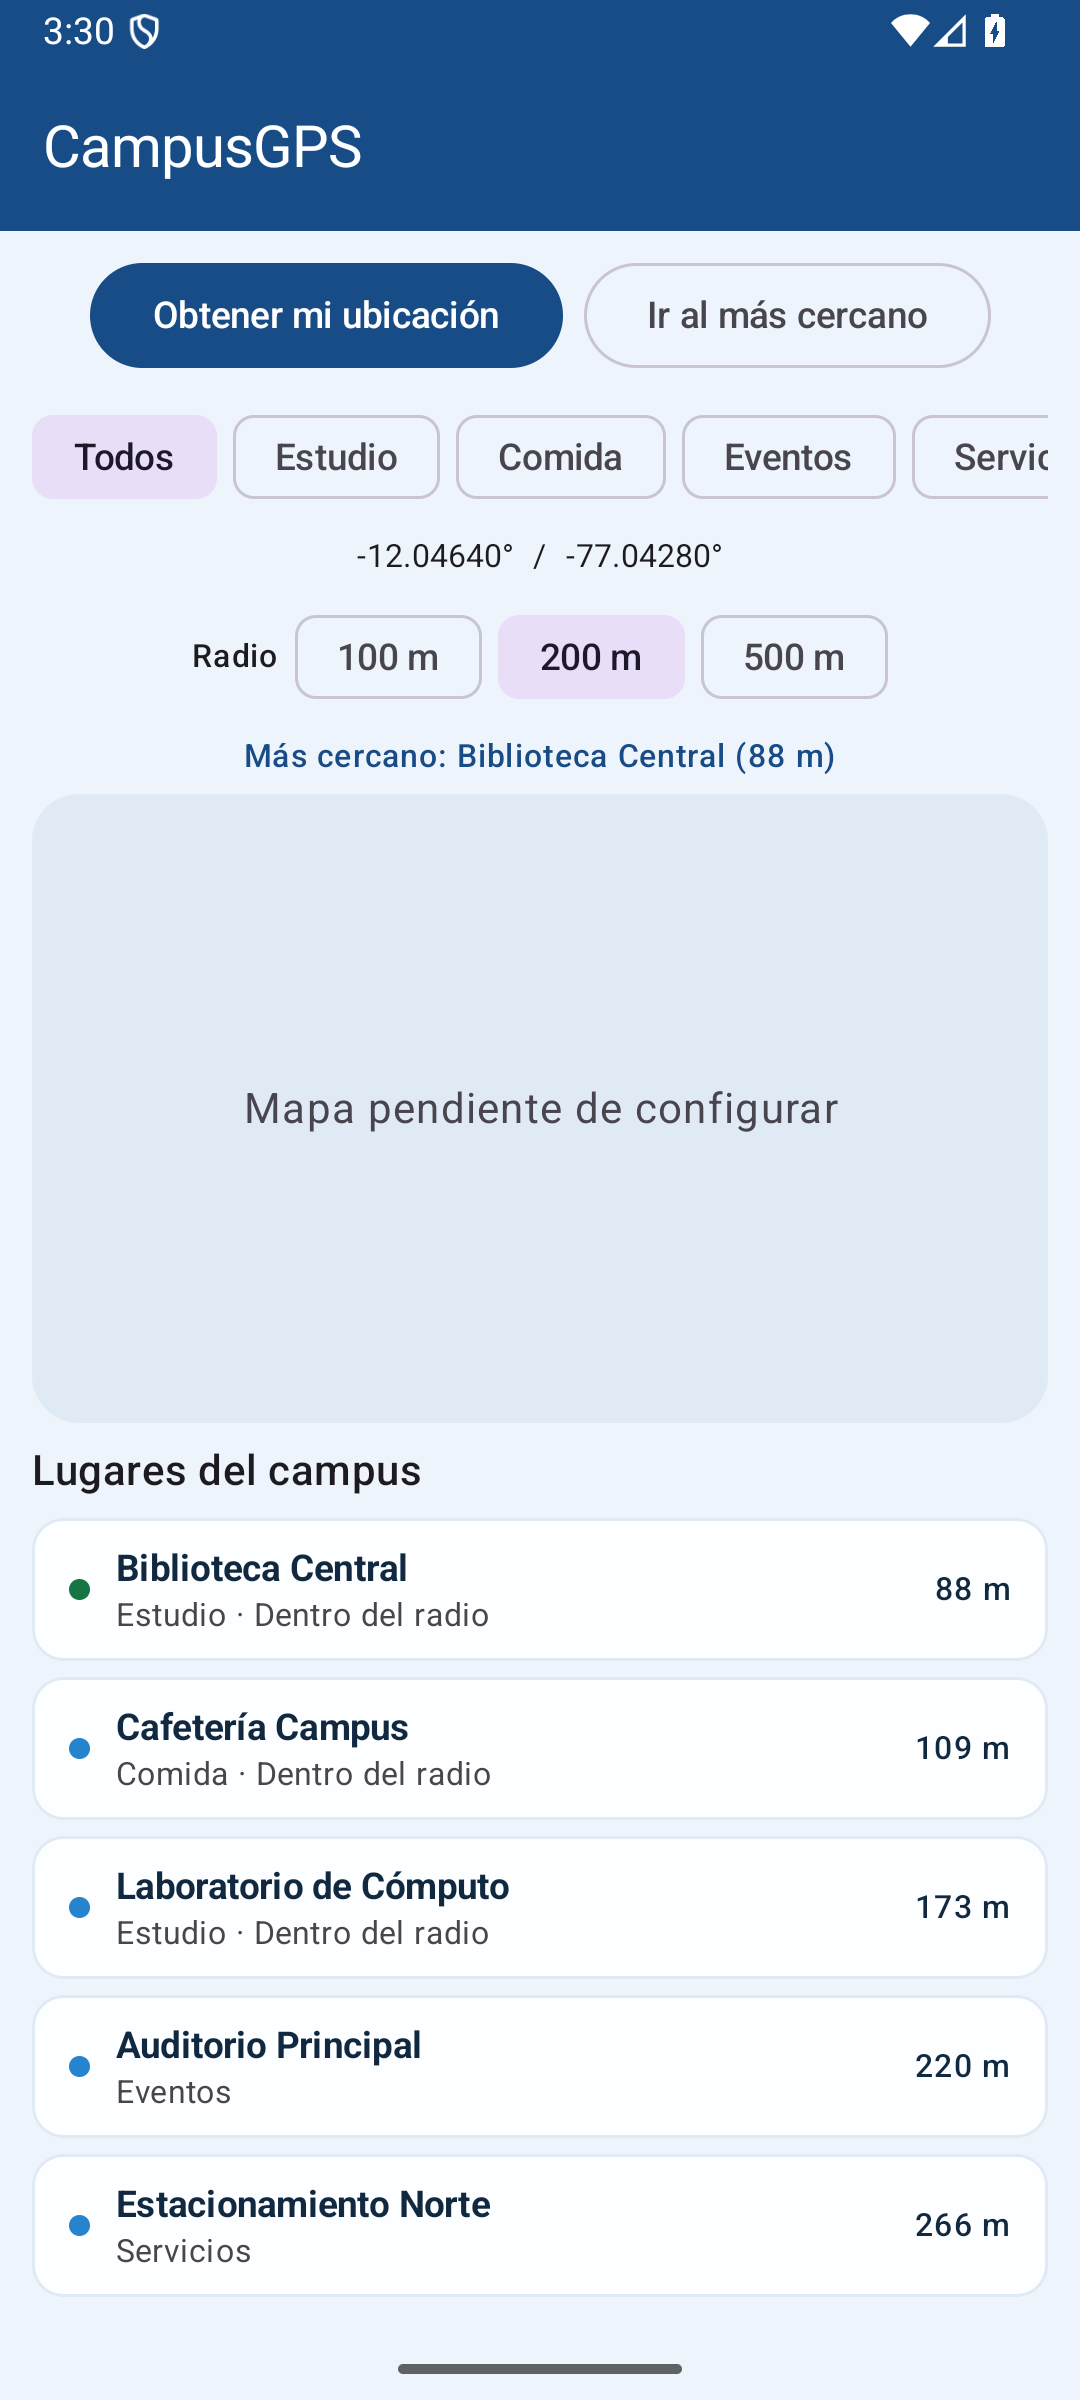 3:30
CampusGPS
Obtener mi ubicación
Ir al más cercano
Todos
Estudio
Comida
Eventos
Servic
-12.04640° / -77.04280°
Radio
100 m
200 m
500 m
Más cercano: Biblioteca Central (88 m)
Mapa pendiente de configurar
Lugares del campus
Biblioteca Central
Estudio · Dentro del radio
88 m
Cafetería Campus
Comida · Dentro del radio
109 m
Laboratorio de Cómputo
Estudio · Dentro del radio
173 m
Auditorio Principal
Eventos
220 m
Estacionamiento Norte
Servicios
266 m